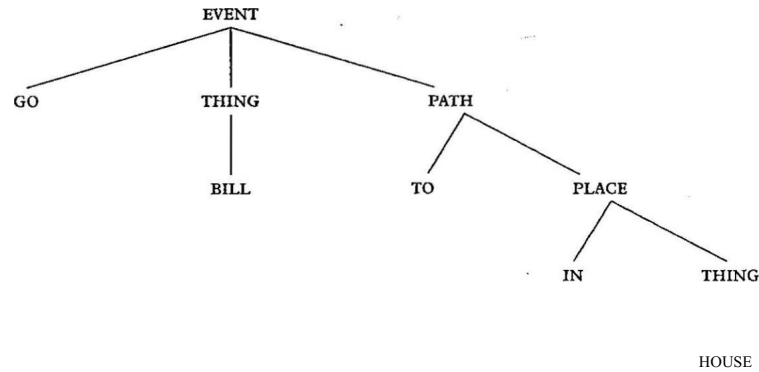 EVENT
GO THING PATH
BILL TO PLACE
IN THING
HOUSE